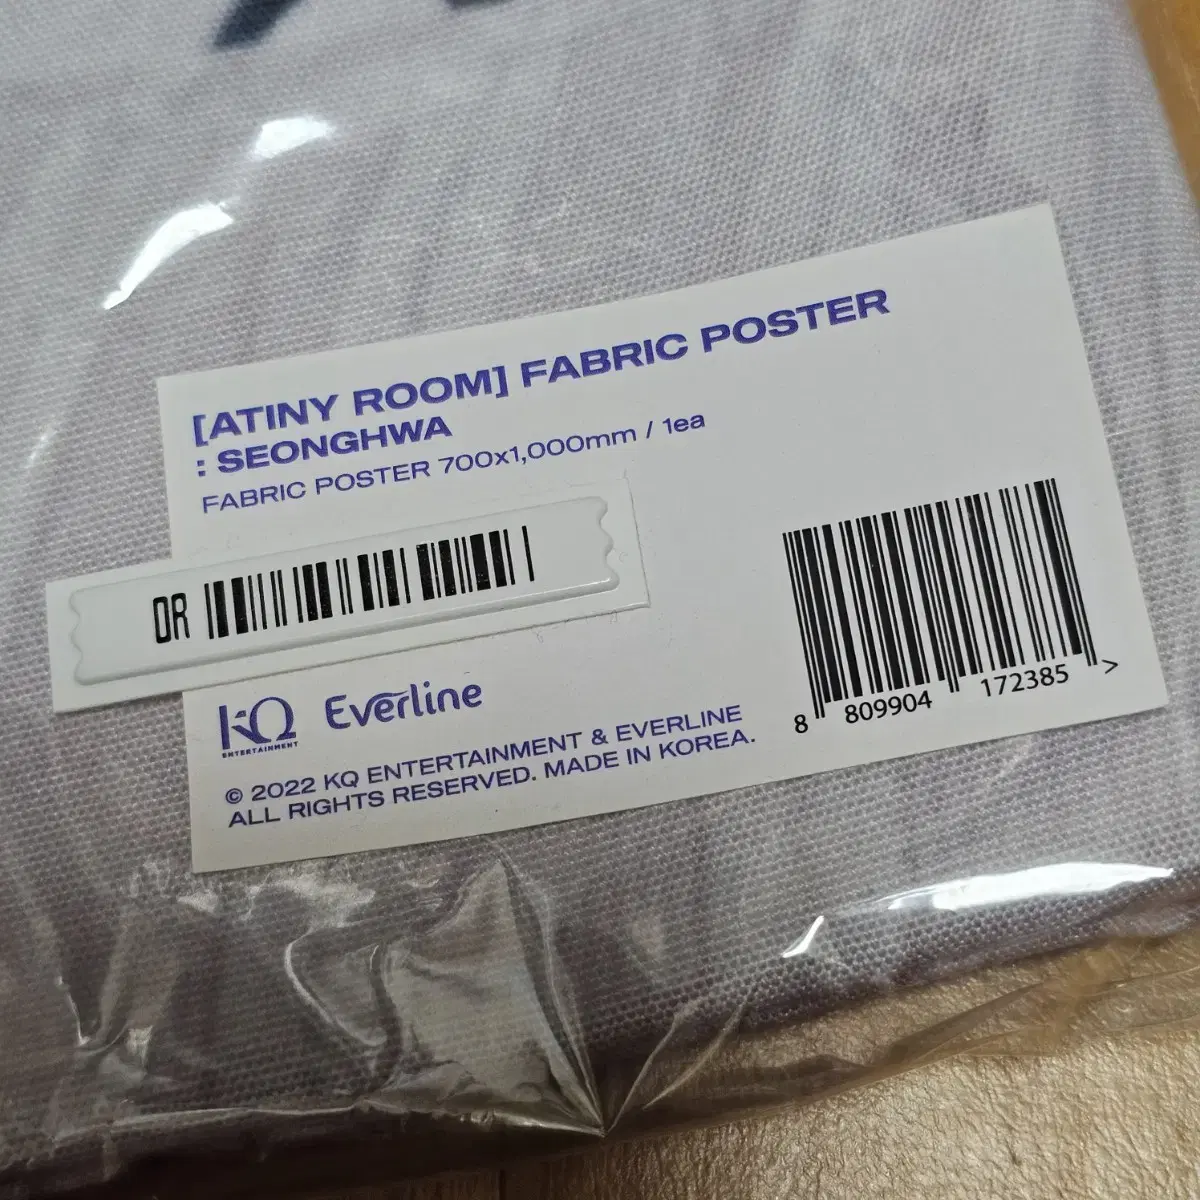 [ATINY ROOM] FABRIC POSTER
: SEONGHWA
FABRIC POSTER 700x1,000mm / 1ea
OR
KQ
ENTERTAINMENT
Everline
© 2022 KQ ENTERTAINMENT & EVERLINE
ALL RIGHTS RESERVED. MADE IN KOREA.
8 809904 172385 >